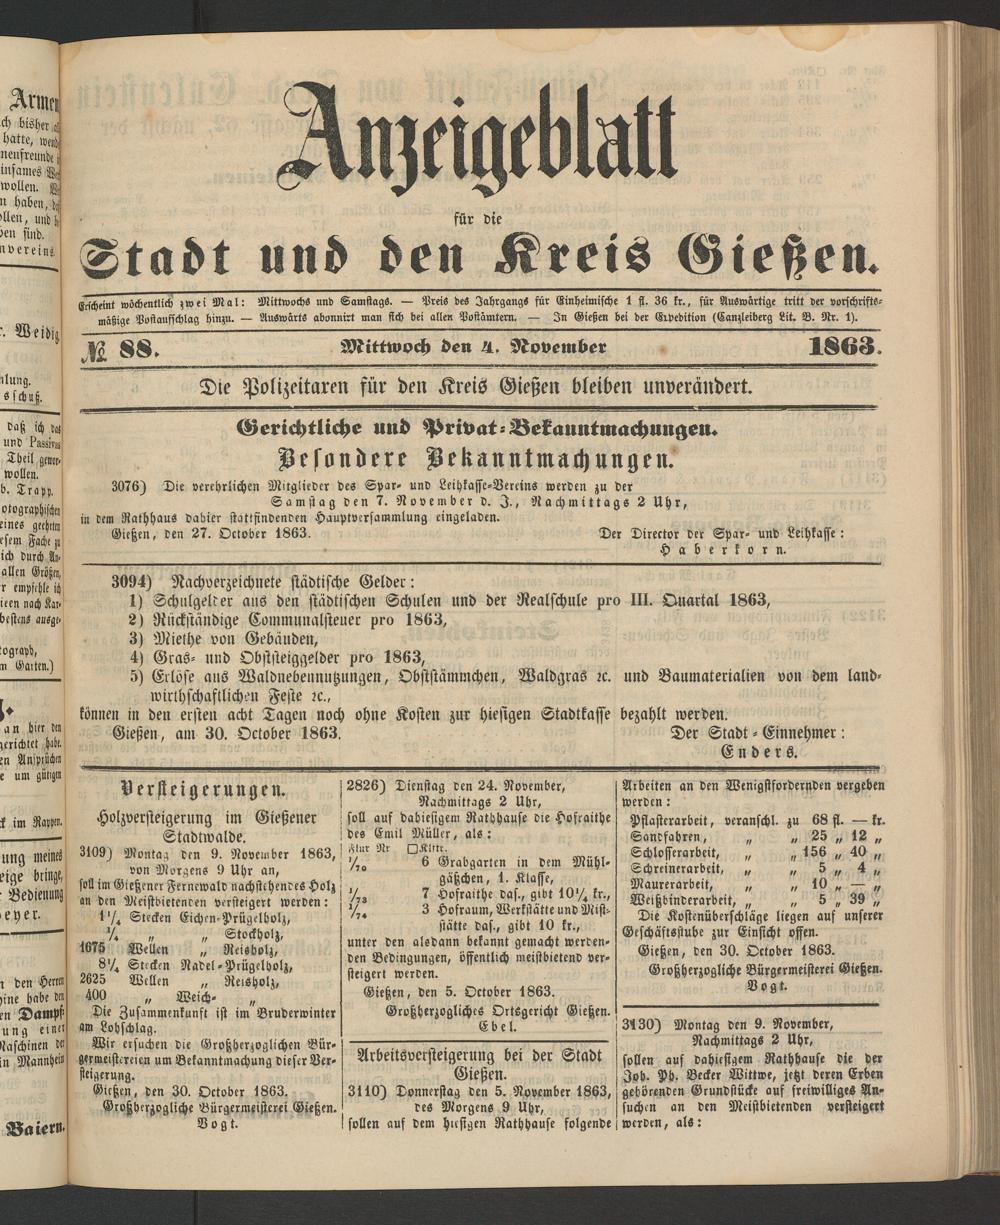 Anzeigeblatt
für die
Stadt und den Kreis Gießen.
Erscheint wöchentlich zwei Mal: Mittwochs und Samstags. — Preis des Jahrgangs für Einheimische 1 fl. 36 kr., für Auswärtige tritt der vorschrifts-
mäßige Postaufschlag hinzu. — Auswärts abonnirt man sich bei allen Postämtern. — In Gießen bei der Expedition (Canzleiberg Lit. B. Nr. 1).
№ 88. Mittwoch den 4. November 1863.
Die Polizeitaxen für den Kreis Gießen bleiben unverändert.
Gerichtliche und Privat-Bekanntmachungen.
Besondere Bekanntmachungen.
3076) Die verehrlichen Mitglieder des Spar- und Leihkasse-Vereins werden zu der
Samstag den 7. November d. J., Nachmittags 2 Uhr,
in dem Rathhaus dahier stattfindenden Hauptversammlung eingeladen.
Gießen, den 27. October 1863. Der Director der Spar- und Leihkasse:
Haberkorn.
3094) Nachverzeichnete städtische Gelder:
1) Schulgelder aus den städtischen Schulen und der Realschule pro III. Quartal 1863,
2) Rückständige Communalsteuer pro 1863,
3) Miethe von Gebäuden,
4) Gras- und Obststeiggelder pro 1863,
5) Erlöse aus Waldnebennutzungen, Obststämmchen, Waldgras ꝛc. und Baumaterialien von dem land-
wirthschaftlichen Feste ꝛc.,
können in den ersten acht Tagen noch ohne Kosten zur hiesigen Stadtkasse bezahlt werden.
Gießen, am 30. October 1863. Der Stadt-Einnehmer:
Enders.
Versteigerungen.
Holzversteigerung im Gießener
Stadtwalde.
3109) Montag den 9. November 1863,
von Morgens 9 Uhr an,
soll im Gießener Fernewald nachstehendes Holz
an den Meistbietenden versteigert werden:
1¼ Stecken Eichen-Prügelholz,
¼ „ „ Stockholz,
1675 Wellen „ Reisholz,
8¼ Stecken Nadel-Prügelholz,
2625 Wellen „ Reisholz,
400 „ Weich- „
Die Zusammenkunft ist im Bruderwinter
am Lohschlag.
Wir ersuchen die Großherzoglichen Bür-
germeistereien um Bekanntmachung dieser Ver-
steigerung.
Gießen, den 30. October 1863.
Großherzogliche Bürgermeisterei Gießen.
Vogt.
2826) Dienstag den 24. November,
Nachmittags 2 Uhr,
soll auf dahiesigem Rathhause die Hofraithe
des Emil Müller, als:
Flur Nr □Klftr.
1/70 6 Grabgarten in dem Mühl-
gäßchen, 1. Klasse,
1/73 7 Hofraithe das., gibt 10¼ kr.,
1/74 3 Hofraum, Werkstätte und Mist-
stätte das., gibt 10 kr.,
unter den alsdann bekannt gemacht werden-
den Bedingungen, öffentlich meistbietend ver-
steigert werden.
Gießen, den 5. October 1863.
Großherzogliches Ortsgericht Gießen.
Ebel.
Arbeitsversteigerung bei der Stadt
Gießen.
3110) Donnerstag den 5. November 1863,
des Morgens 9 Uhr,
sollen auf dem hiesigen Rathhause folgende
Arbeiten an den Wenigstfordernden vergeben
werden:
Pflasterarbeit, veranschl. zu 68 fl. — kr.
Sandfahren, „ „ 25 „ 12 „
Schlosserarbeit, „ „ 156 „ 40 „
Schreinerarbeit, „ „ 5 „ 4 „
Maurerarbeit, „ „ 10 „ — „
Weißbinderarbeit, „ „ 5 „ 39 „
Die Kostenüberschläge liegen auf unserer
Geschäftsstube zur Einsicht offen.
Gießen, den 30. October 1863.
Großherzogliche Bürgermeisterei Gießen.
Vogt.
3130) Montag den 9. November,
Nachmittags 2 Uhr,
sollen auf dahiesigem Rathhause die der
Joh. Ph. Becker Wittwe, jetzt deren Erben
gehörenden Grundstücke auf freiwilliges An-
suchen an den Meistbietenden versteigert
werden, als: